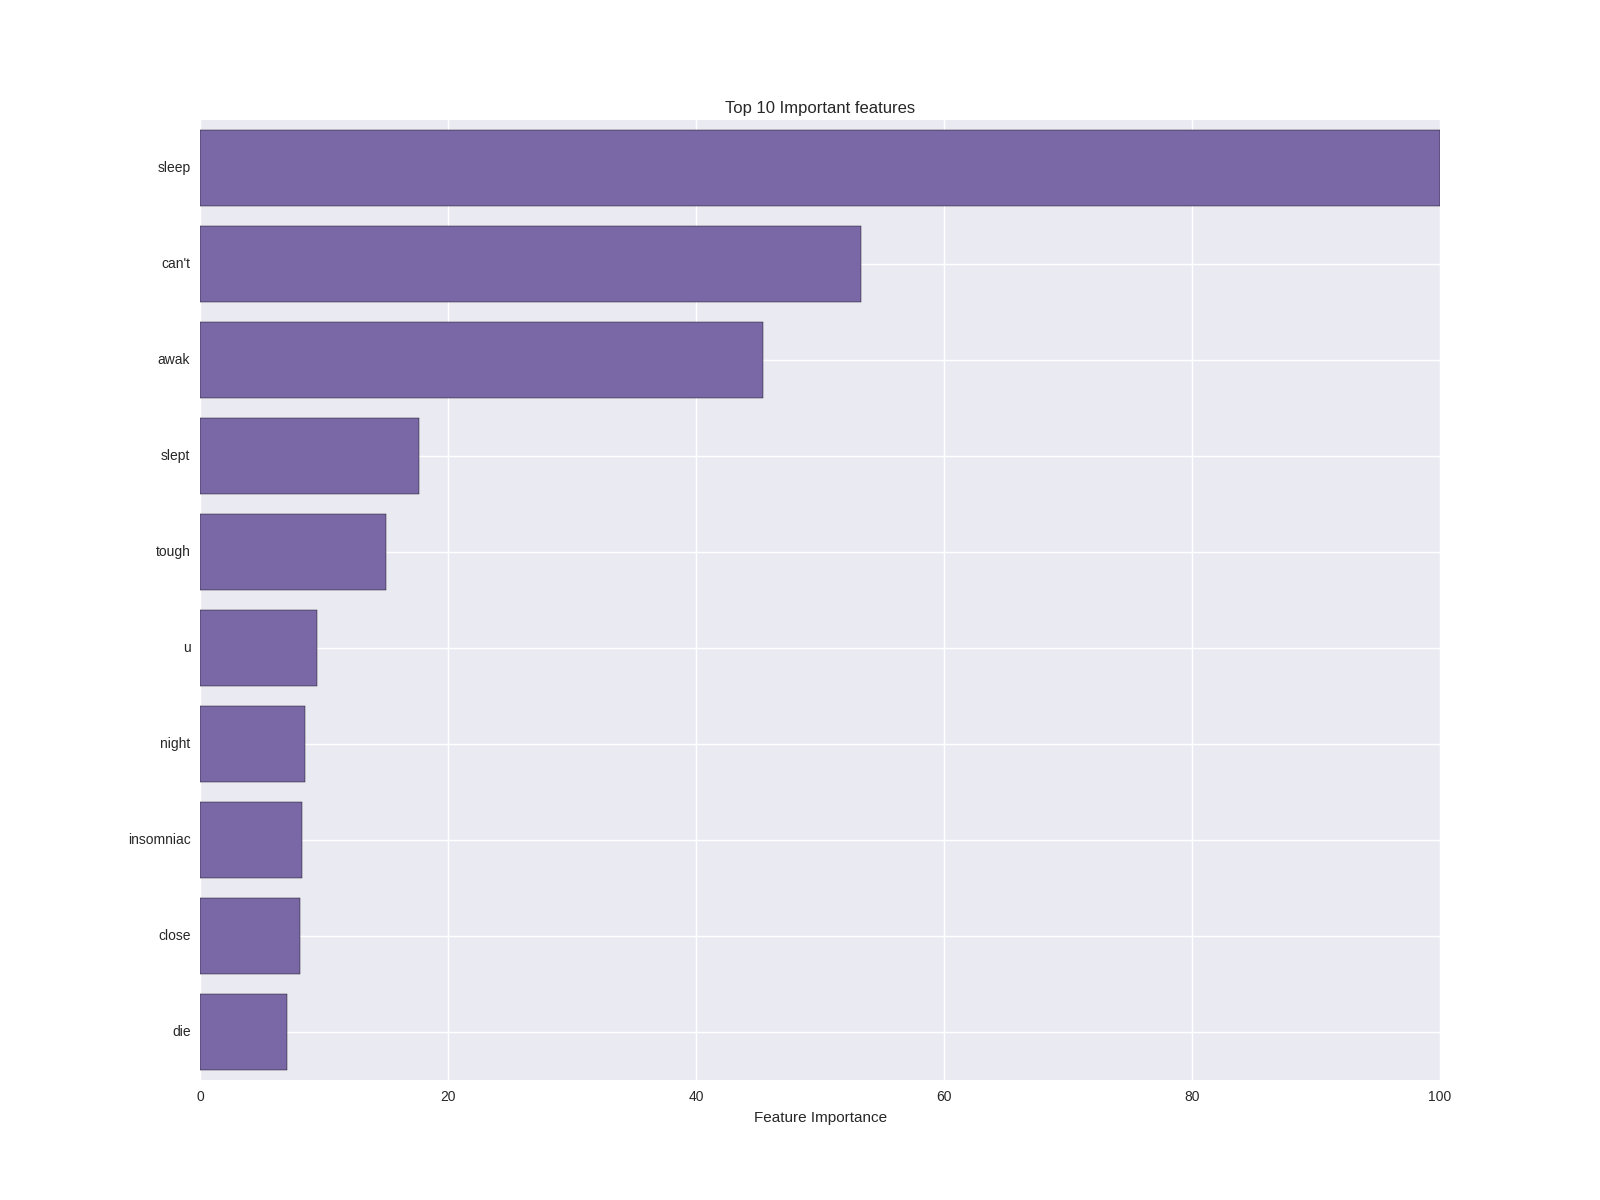 Top 10 Important features
sleep
can't
awak
slept
tough
u
night
insomniac
close
die
0 20 40 60 80 100
Feature Importance